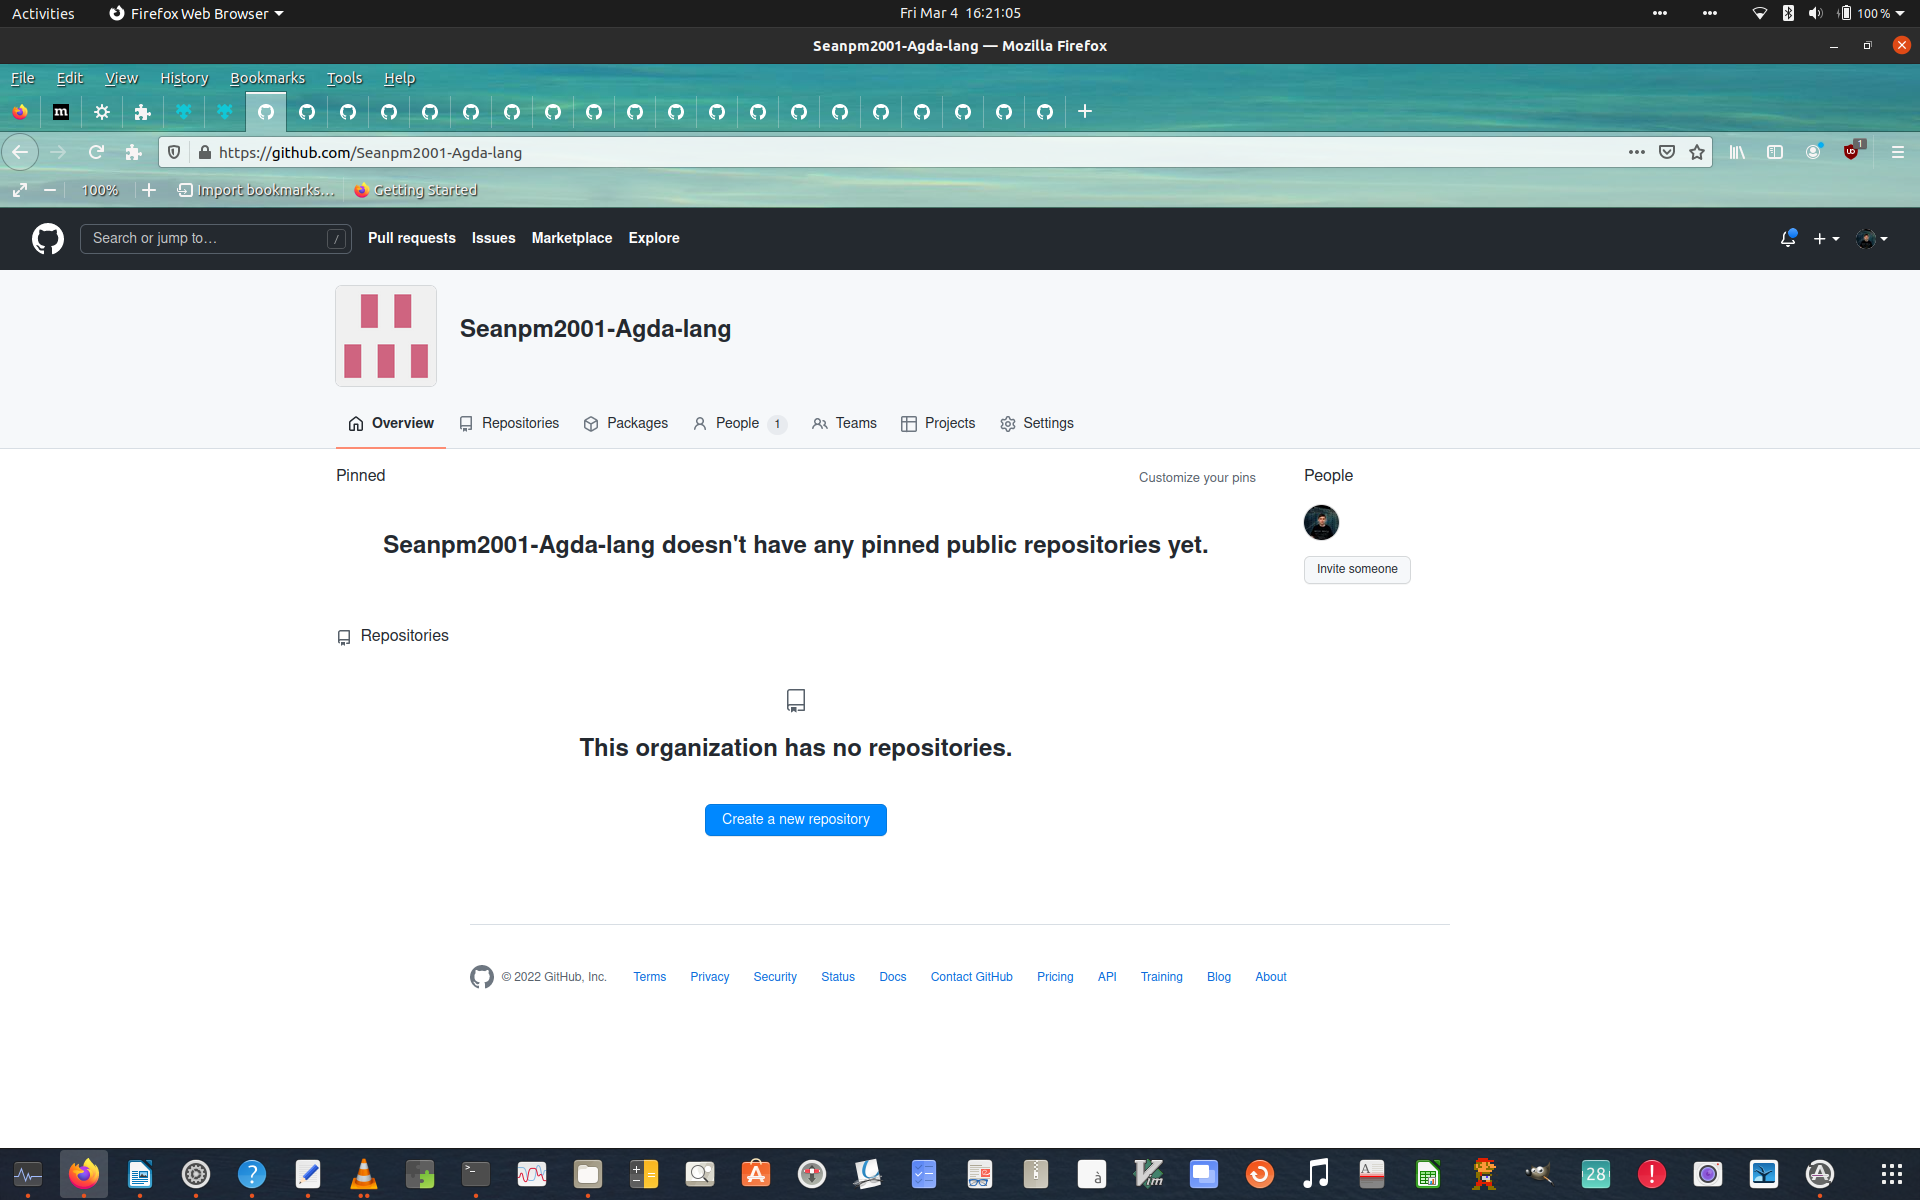 Activities Firefox Web Browser Fri Mar 4 16:21:05 100 %
Seanpm2001-Agda-lang — Mozilla Firefox
File Edit View History Bookmarks Tools Help
m
https://github.com/Seanpm2001-Agda-lang 1
100% Import bookmarks... Getting Started
Search or jump to… / Pull requests Issues Marketplace Explore
Seanpm2001-Agda-lang
Overview Repositories Packages People 1 Teams Projects Settings
Pinned Customize your pins People
Seanpm2001-Agda-lang doesn't have any pinned public repositories yet.
Invite someone
Repositories
This organization has no repositories.
Create a new repository
© 2022 GitHub, Inc. Terms Privacy Security Status Docs Contact GitHub Pricing API Training Blog About
à Vim 28